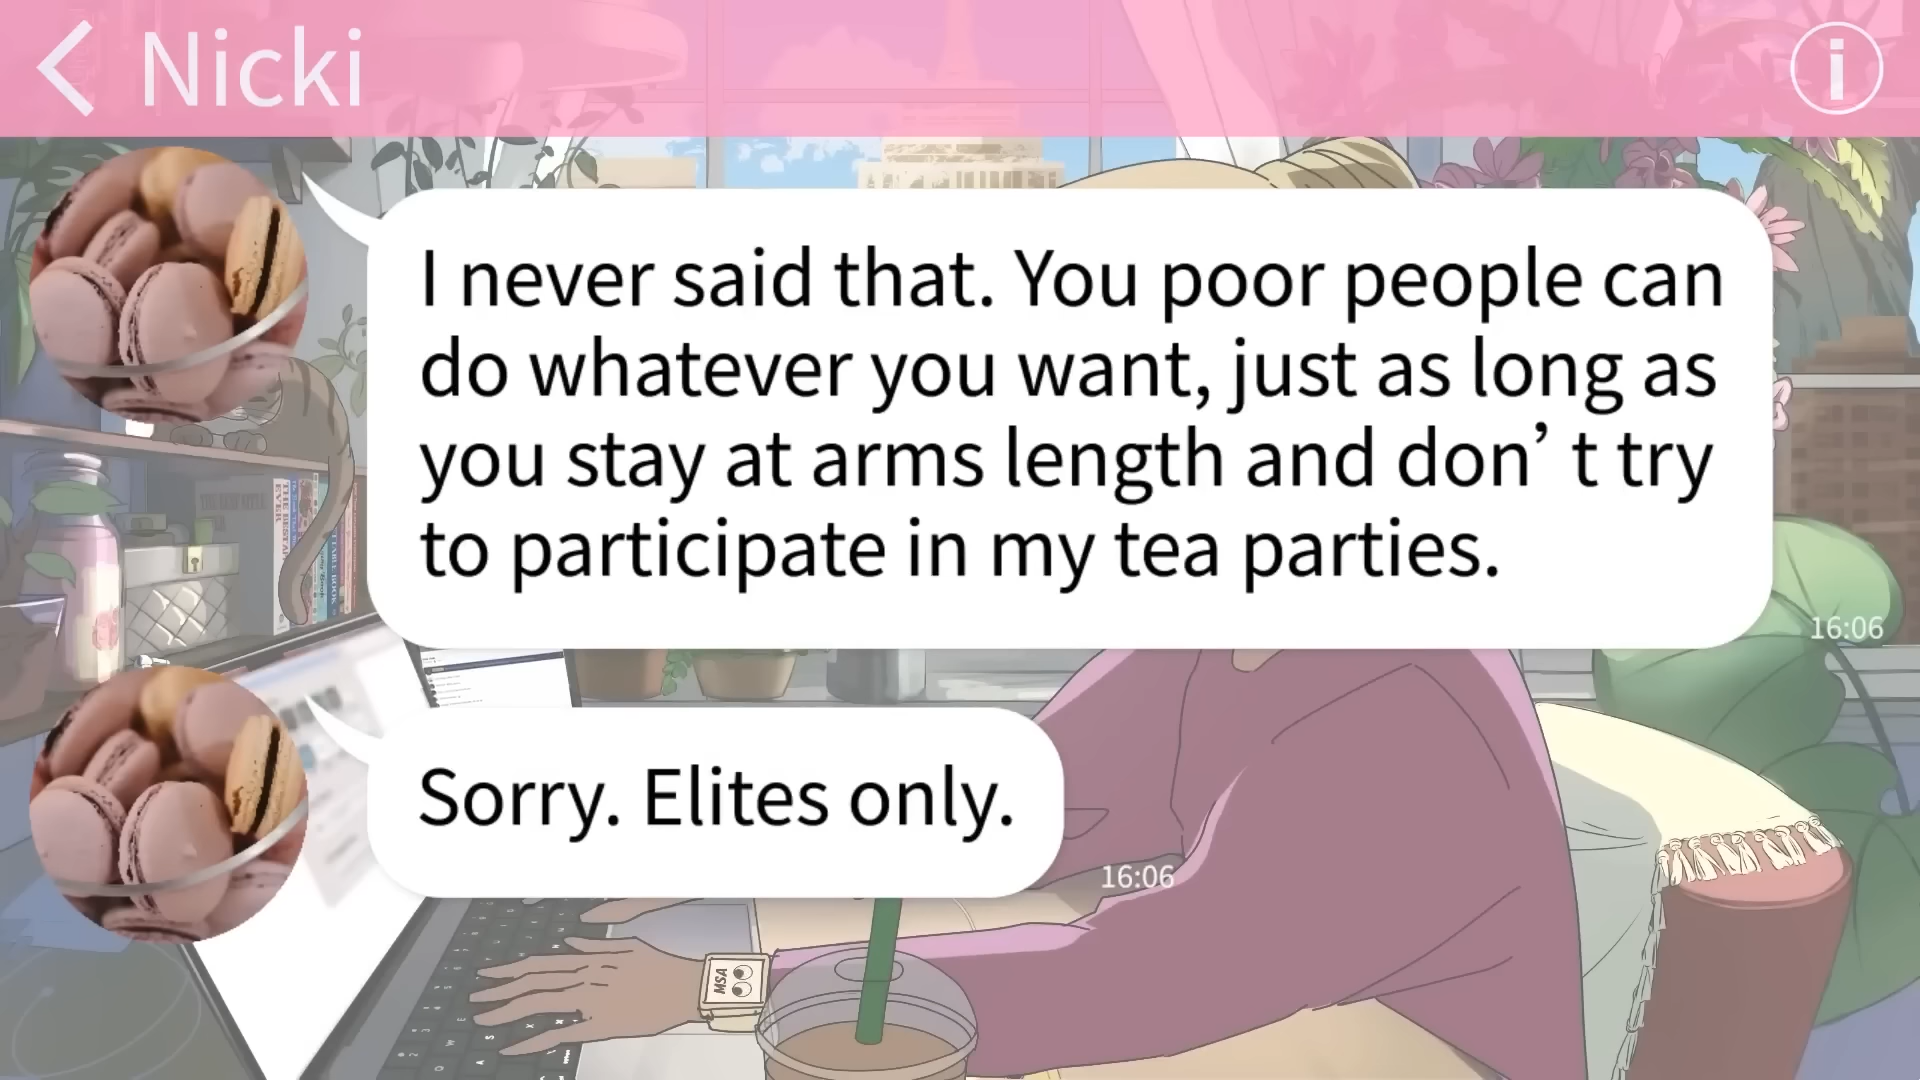 Nicki
I never said that. You poor people can
do whatever you want, just as long as
you stay at arms length and don’ t try
to participate in my tea parties.
16:06
Sorry. Elites only.
16:06
MSA